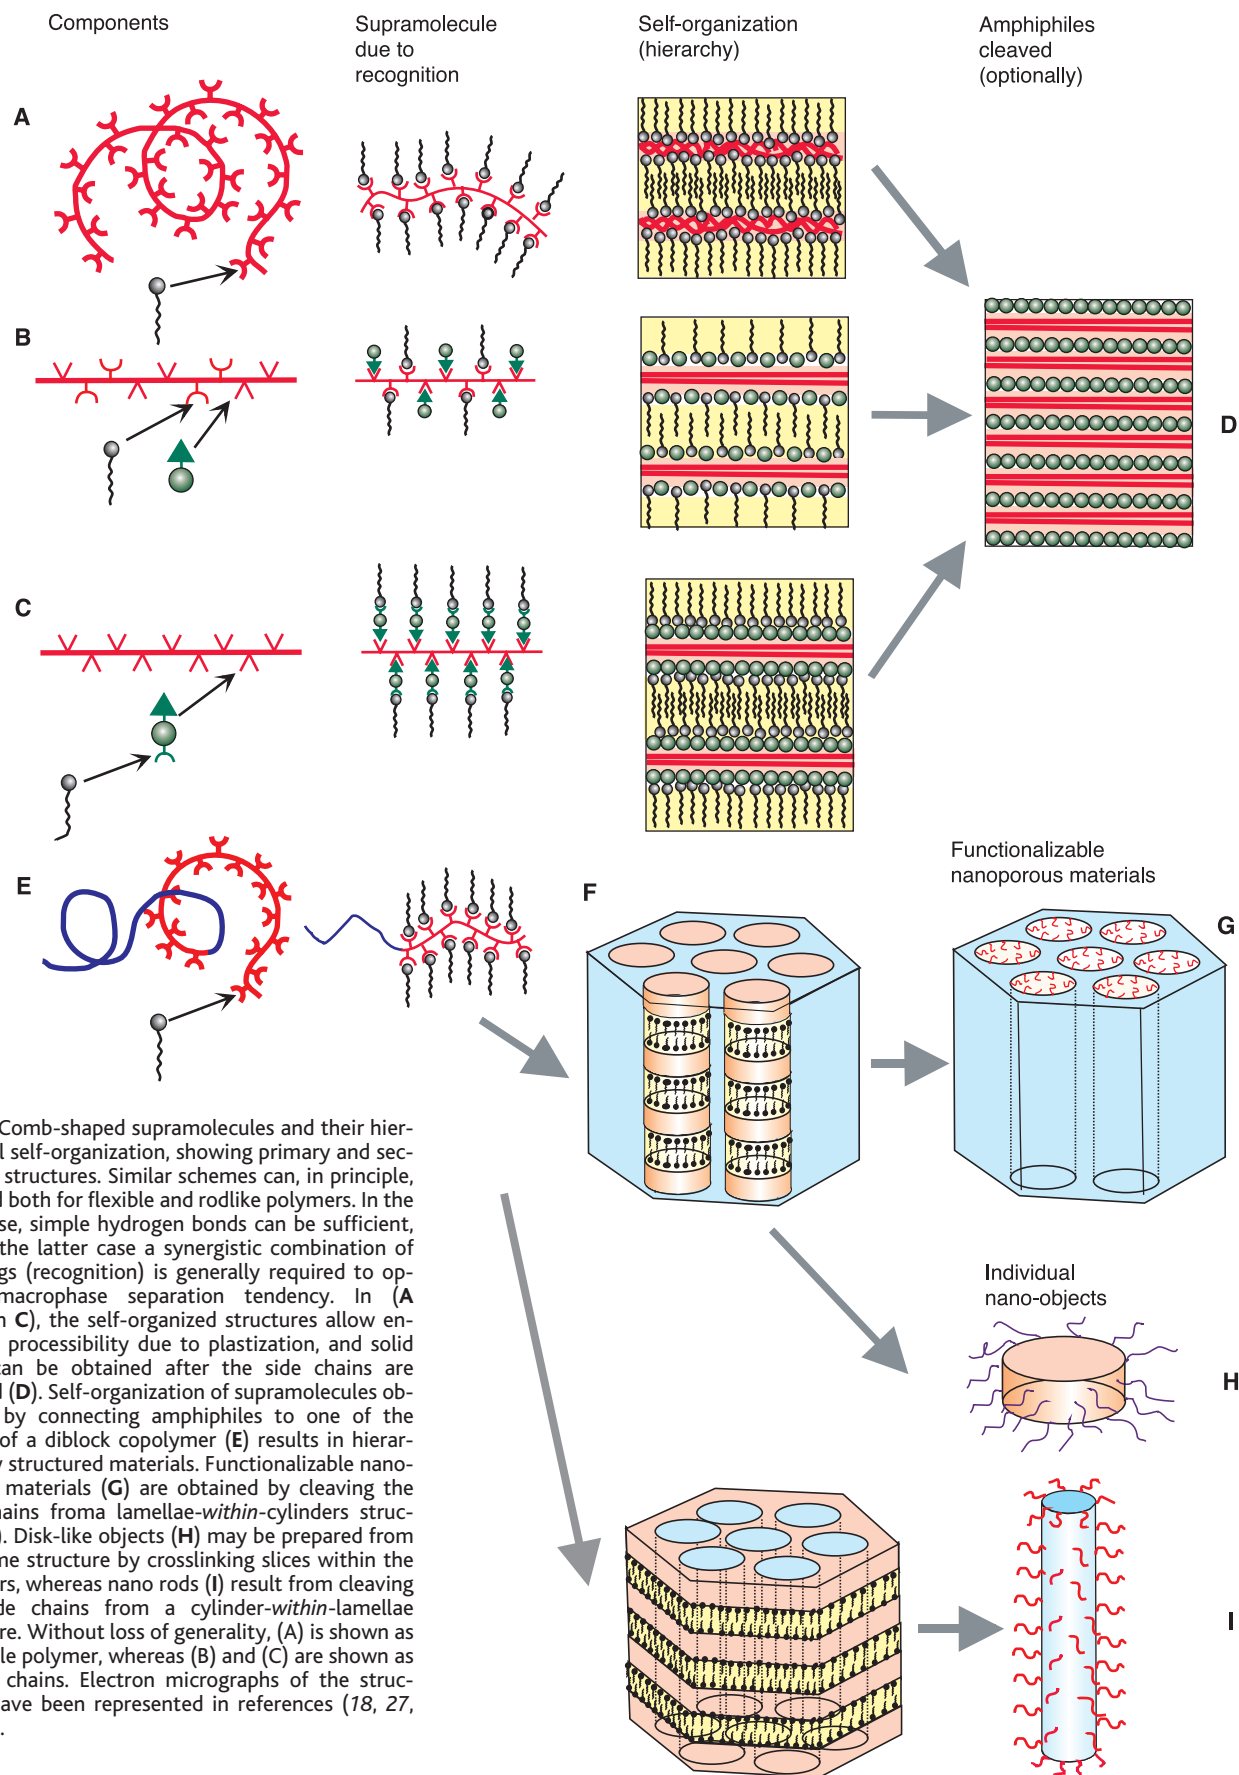 Components
Supramolecule
due to
recognition
Self-organization
(hierarchy)
Amphiphiles
cleaved
(optionally)
A
B
D
C
Functionalizable
nanoporous materials
E
F
G
Comb-shaped supramolecules and their hier-
l self-organization, showing primary and sec-
structures. Similar schemes can, in principle,
d both for flexible and rodlike polymers. In the
se, simple hydrogen bonds can be sufficient,
the latter case a synergistic combination of
gs (recognition) is generally required to op-
macrophase separation tendency. In (A
h C), the self-organized structures allow en-
processibility due to plastization, and solid
can be obtained after the side chains are
d (D). Self-organization of supramolecules ob-
by connecting amphiphiles to one of the
of a diblock copolymer (E) results in hierar-
y structured materials. Functionalizable nano-
materials (G) are obtained by cleaving the
hains froma lamellae-within-cylinders struc-
). Disk-like objects (H) may be prepared from
me structure by crosslinking slices within the
rs, whereas nano rods (I) result from cleaving
de chains from a cylinder-within-lamellae
re. Without loss of generality, (A) is shown as
le polymer, whereas (B) and (C) are shown as
chains. Electron micrographs of the struc-
ave been represented in references (18, 27,
.
Individual
nano-objects
H
I